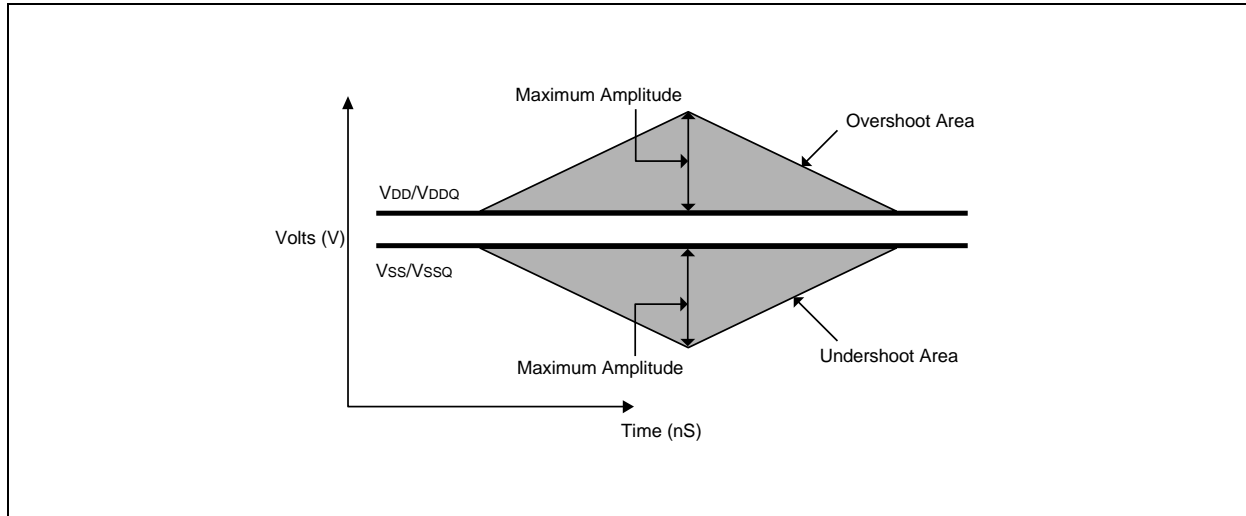 Maximum Amplitude
Overshoot Area
VDD/VDDQ
Volts (V)
VSS/VSSQ
Undershoot Area
Maximum Amplitude
Time (nS)